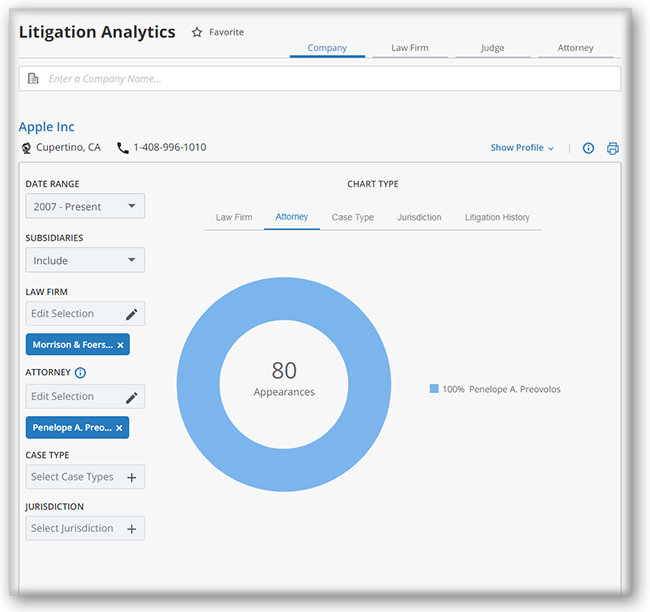 Litigation Analytics Favorite
Company Law Firm Judge Attorney
Enter a Company Name...
Apple Inc
Cupertino, CA 1-408-996-1010 Show Profile
DATE RANGE
2007 - Present
SUBSIDIARIES
Include
LAW FIRM
Edit Selection
Morrison & Foers... ×
ATTORNEY
Edit Selection
Penelope A. Preo... ×
CASE TYPE
Select Case Types +
JURISDICTION
Select Jurisdiction +
CHART TYPE
Law Firm Attorney Case Type Jurisdiction Litigation History
80
Appearances
100% Penelope A. Preovolos